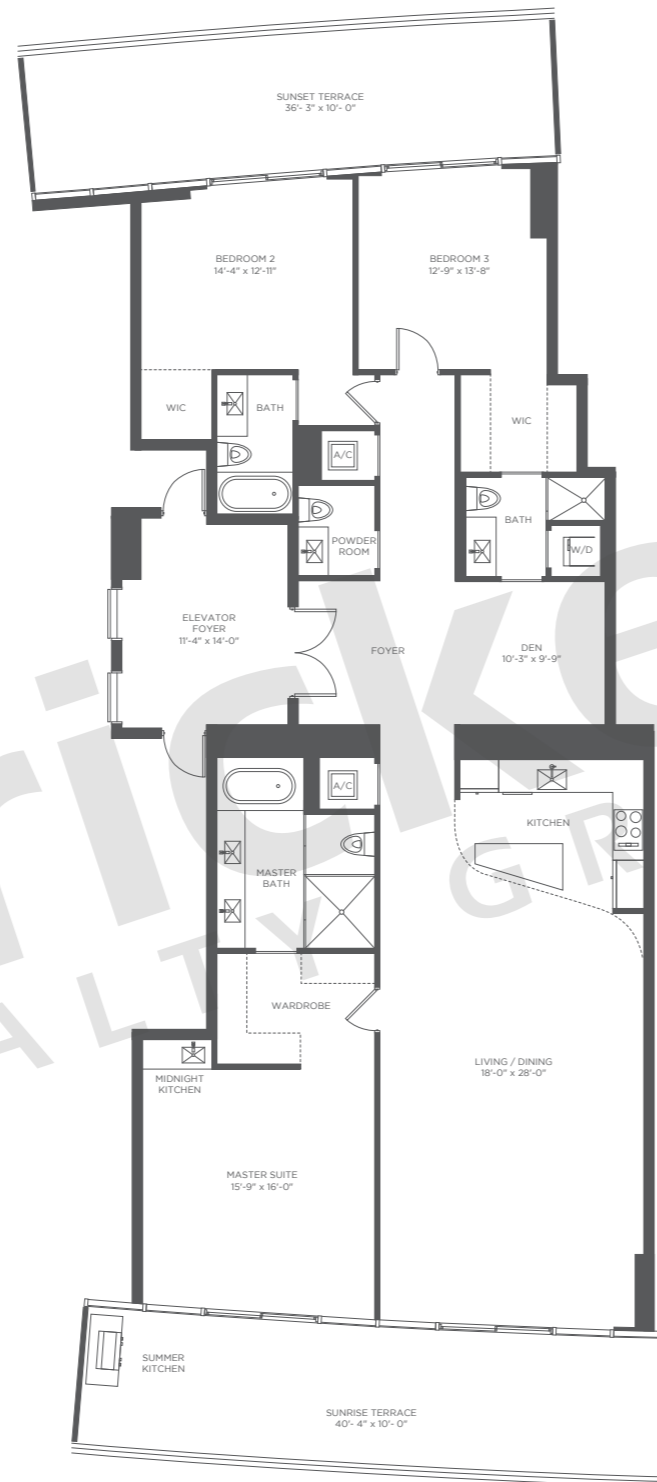 SUNSET TERRACE
36'- 3" x 10'- 0"
BEDROOM 2
14'-4" x 12'-11"
BEDROOM 3
12'-9" x 13'-8"
WIC
BATH
WIC
A/C
BATH
POWDER
ROOM
W/D
ELEVATOR
FOYER
11'-4" x 14'-0"
FOYER
DEN
10'-3" x 9'-9"
A/C
KITCHEN
MASTER
BATH
WARDROBE
MIDNIGHT
KITCHEN
LIVING / DINING
18'-0" x 28'-0"
MASTER SUITE
15'-9" x 16'-0"
SUMMER
KITCHEN
SUNRISE TERRACE
40'- 4" x 10'- 0"
ricke
ALTY GR